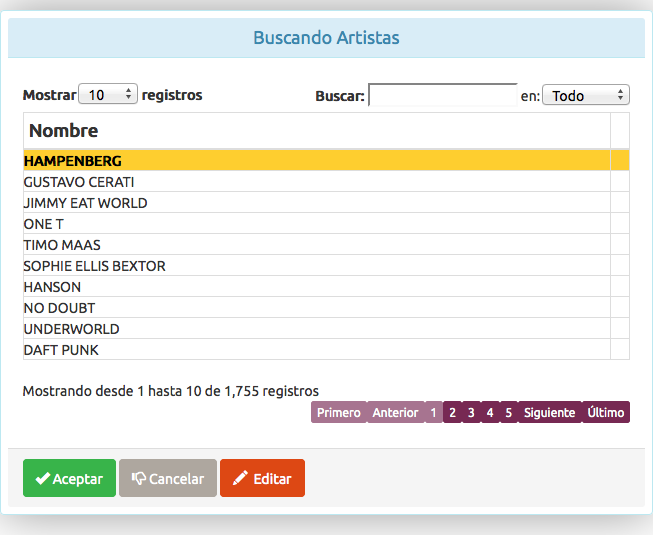 Buscando Artistas
Mostrar 10 registros Buscar: en: Todo
Nombre
HAMPENBERG
GUSTAVO CERATI
JIMMY EAT WORLD
ONE T
TIMO MAAS
SOPHIE ELLIS BEXTOR
HANSON
NO DOUBT
UNDERWORLD
DAFT PUNK
Mostrando desde 1 hasta 10 de 1,755 registros
Primero Anterior 1 2 3 4 5 Siguiente Último
Aceptar Cancelar Editar